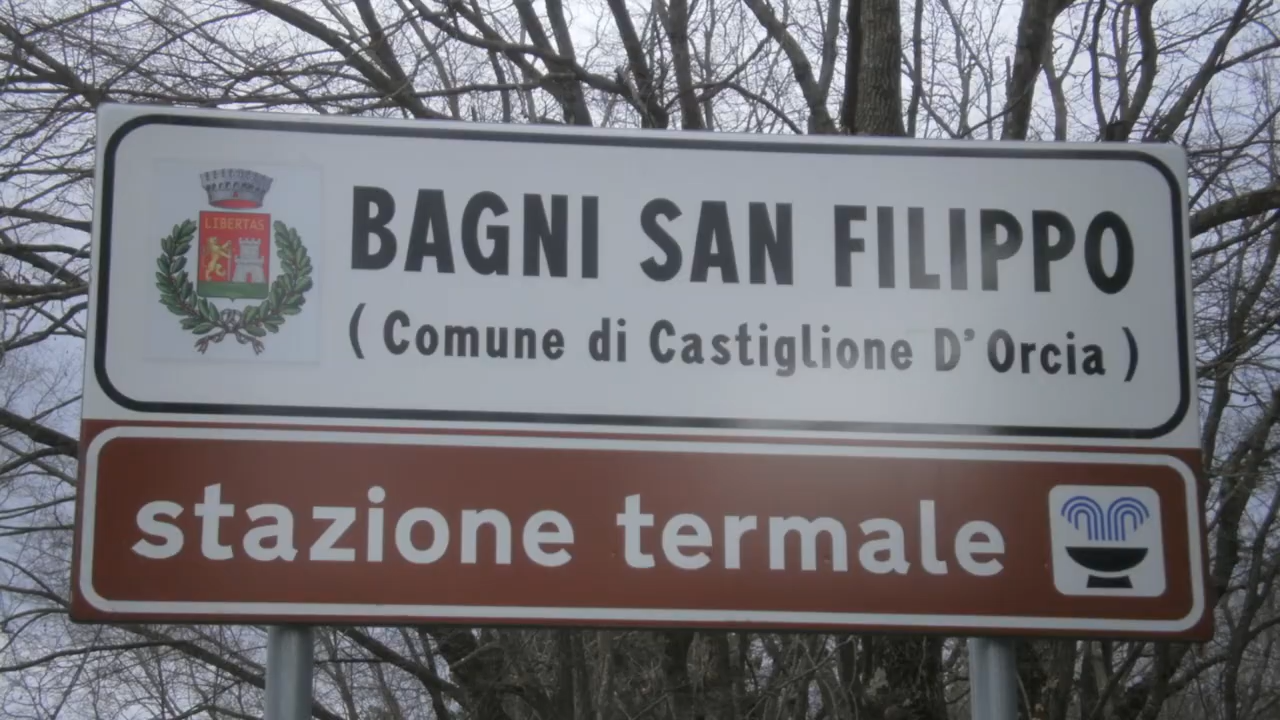 LIBERTAS
BAGNI SAN FILIPPO
( Comune di Castiglione D'Orcia )
stazione termale